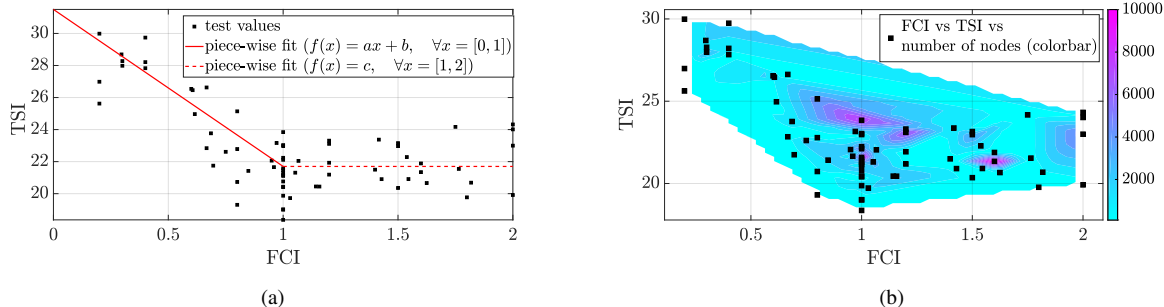 test values
piece-wise fit (f(x) = ax + b, ∀x = [0, 1])
piece-wise fit (f(x) = c, ∀x = [1, 2])
30
28
26
24
22
20
TSI
0
0.5
1
1.5
2
FCI
(a)
FCI vs TSI vs
number of nodes (colorbar)
30
25
20
TSI
0.5
1
1.5
2
FCI
10000
8000
6000
4000
2000
(b)